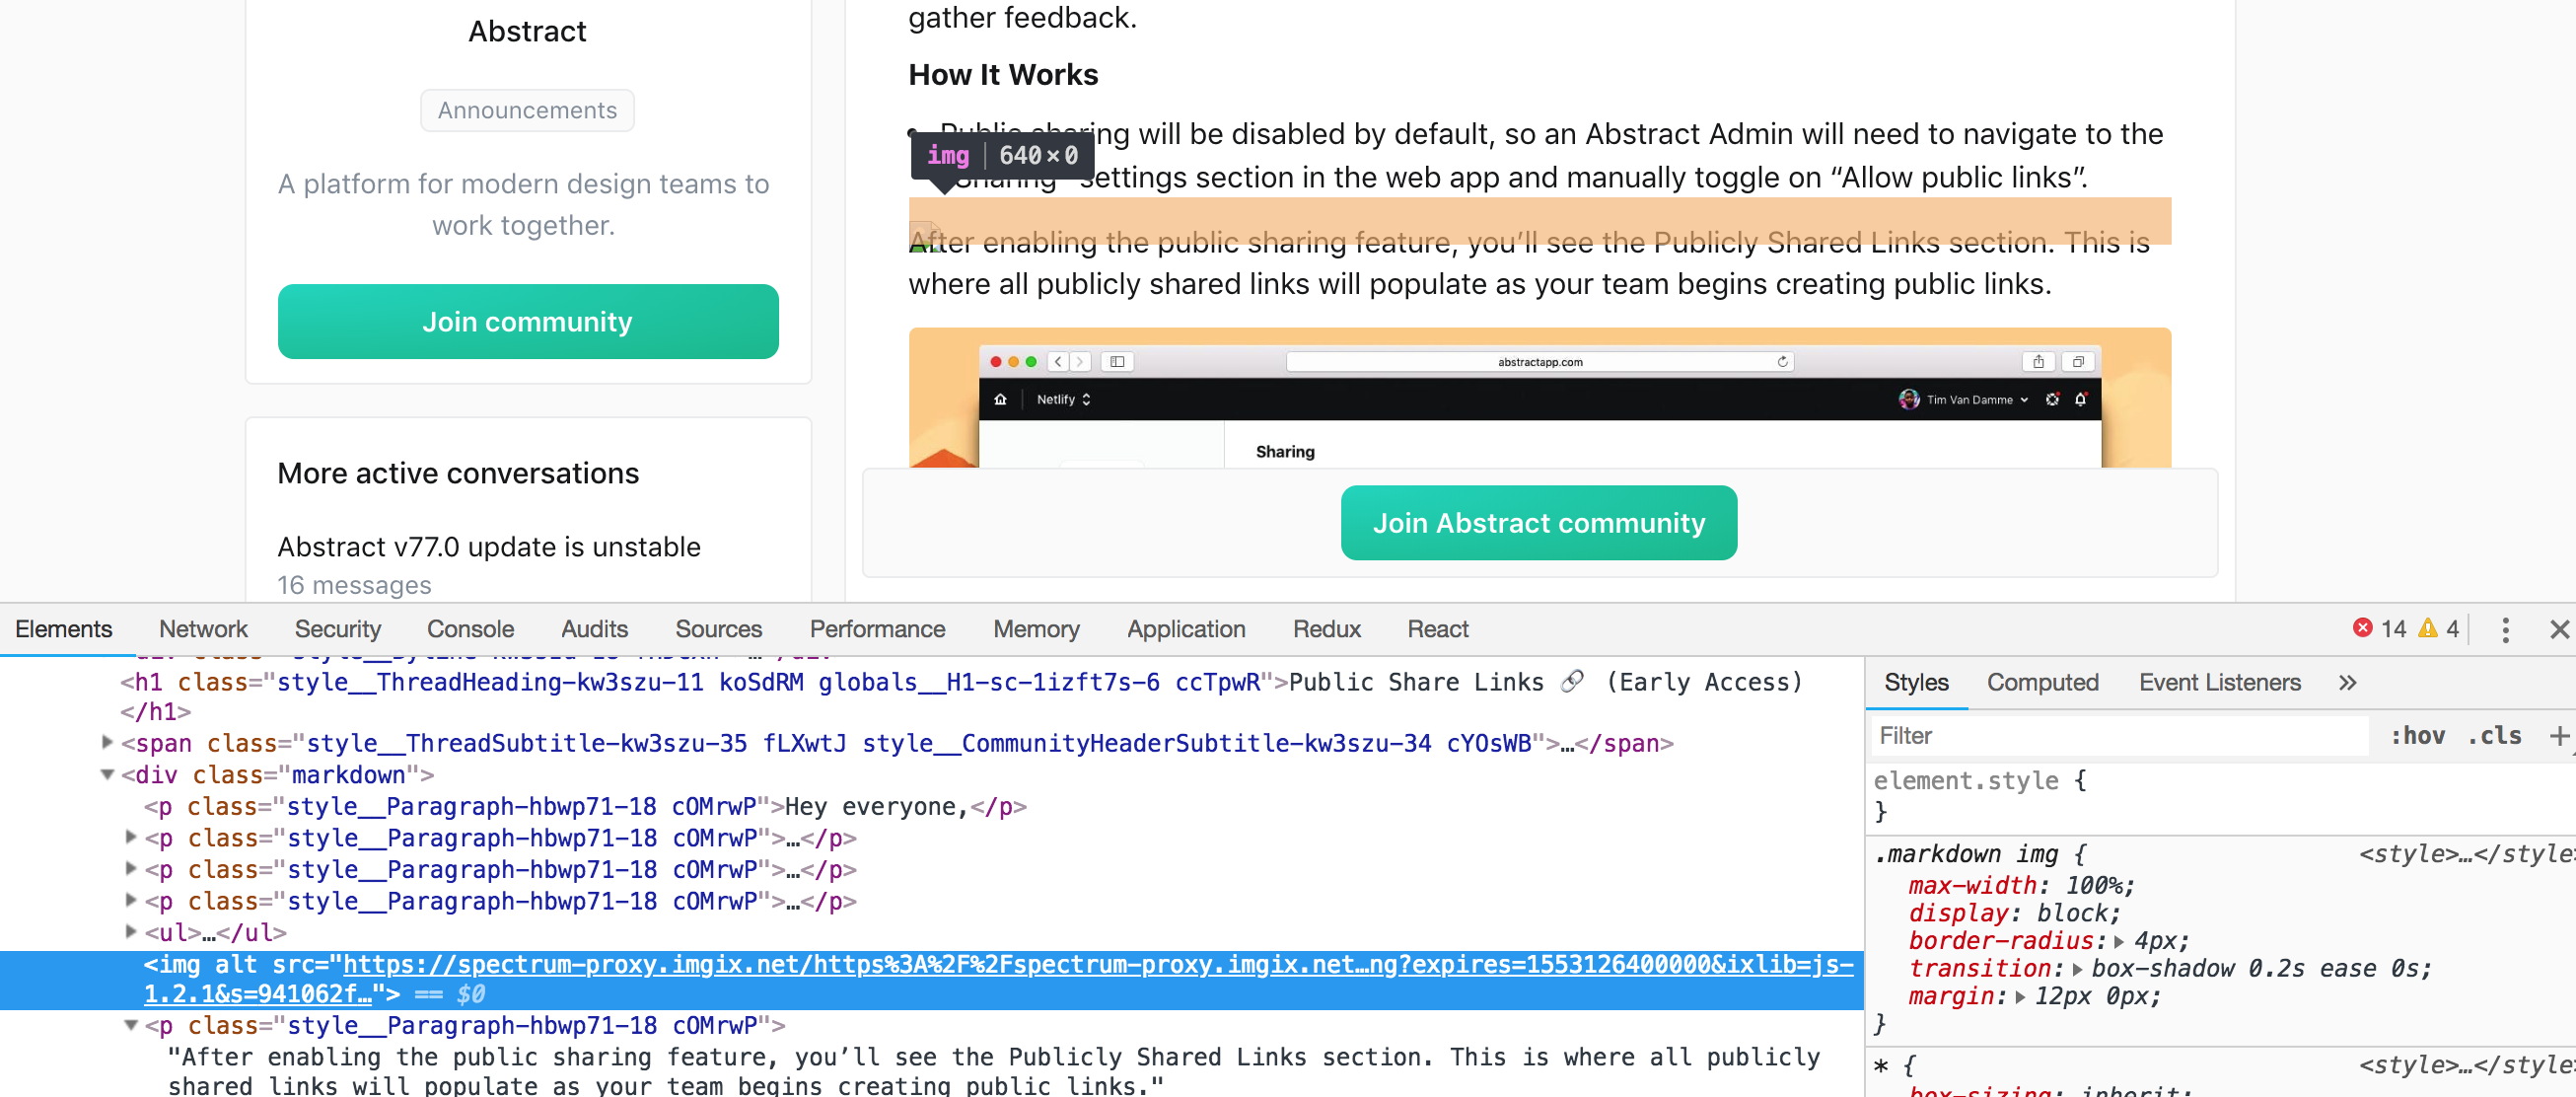 Abstract
Announcements
A platform for modern design teams to
work together.
Join community
More active conversations
Abstract v77.0 update is unstable
16 messages
gather feedback.
How It Works
Public sharing will be disabled by default, so an Abstract Admin will need to navigate to the
“Sharing” settings section in the web app and manually toggle on “Allow public links”.
img | 640×0
After enabling the public sharing feature, you’ll see the Publicly Shared Links section. This is
where all publicly shared links will populate as your team begins creating public links.
abstractapp.com
Netlify
Tim Van Damme
Sharing
Join Abstract community
Elements Network Security Console Audits Sources Performance Memory Application Redux React 14 4
<h1 class="style__ThreadHeading-kw3szu-11 koSdRM globals__H1-sc-1izft7s-6 ccTpwR">Public Share Links 🔗 (Early Access)
</h1>
<span class="style__ThreadSubtitle-kw3szu-35 fLXwtJ style__CommunityHeaderSubtitle-kw3szu-34 cYOsWB">…</span>
<div class="markdown">
<p class="style__Paragraph-hbwp71-18 cOMrwP">Hey everyone,</p>
<p class="style__Paragraph-hbwp71-18 cOMrwP">…</p>
<p class="style__Paragraph-hbwp71-18 cOMrwP">…</p>
<p class="style__Paragraph-hbwp71-18 cOMrwP">…</p>
<ul>…</ul>
<img alt src="https://spectrum-proxy.imgix.net/https%3A%2F%2Fspectrum-proxy.imgix.net…ng?expires=1553126400000&ixlib=js-
1.2.1&s=941062f…"> == $0
<p class="style__Paragraph-hbwp71-18 cOMrwP">
"After enabling the public sharing feature, you’ll see the Publicly Shared Links section. This is where all publicly
shared links will populate as your team begins creating public links."
Styles Computed Event Listeners »
Filter :hov .cls +
element.style {
}
.markdown img { <style>…</style>
max-width: 100%;
display: block;
border-radius: 4px;
transition: box-shadow 0.2s ease 0s;
margin: 12px 0px;
}
* { <style>…</style>
box-sizing: inherit;